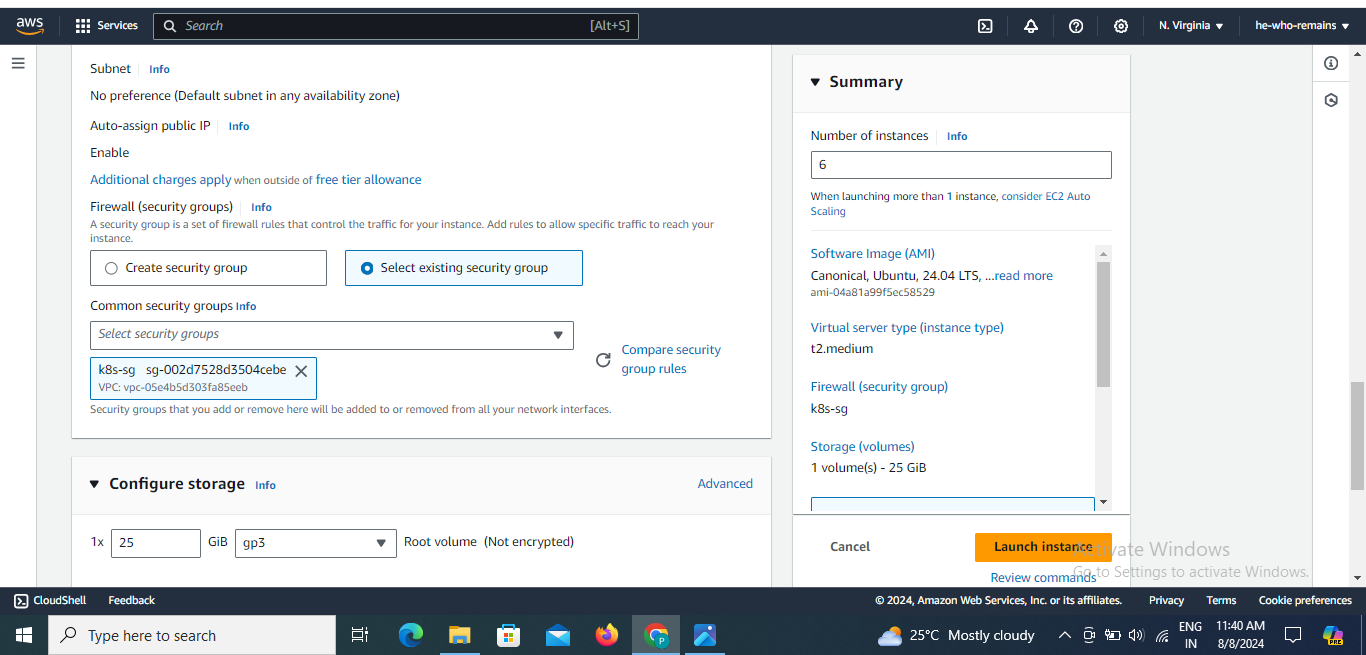 aws
Services
Search
[Alt+S]
N. Virginia
he-who-remains
Subnet Info
No preference (Default subnet in any availability zone)
Auto-assign public IP Info
Enable
Additional charges apply when outside of free tier allowance
Firewall (security groups) Info
A security group is a set of firewall rules that control the traffic for your instance. Add rules to allow specific traffic to reach your
instance.
Create security group
Select existing security group
Common security groups Info
Select security groups
Compare security
group rules
k8s-sg sg-002d7528d3504cebe
VPC: vpc-05e4b5d303fa85eeb
Security groups that you add or remove here will be added to or removed from all your network interfaces.
Configure storage Info
Advanced
1x 25 GiB gp3 Root volume (Not encrypted)
Summary
Number of instances Info
6
When launching more than 1 instance, consider EC2 Auto
Scaling
Software Image (AMI)
Canonical, Ubuntu, 24.04 LTS, ...read more
ami-04a81a99f5ec58529
Virtual server type (instance type)
t2.medium
Firewall (security group)
k8s-sg
Storage (volumes)
1 volume(s) - 25 GiB
Cancel
Launch instance
Review commands
Activate Windows
Go to Settings to activate Windows.
CloudShell
Feedback
© 2024, Amazon Web Services, Inc. or its affiliates.
Privacy
Terms
Cookie preferences
Type here to search
P
25°C Mostly cloudy
ENG
IN
11:40 AM
8/8/2024
PRE